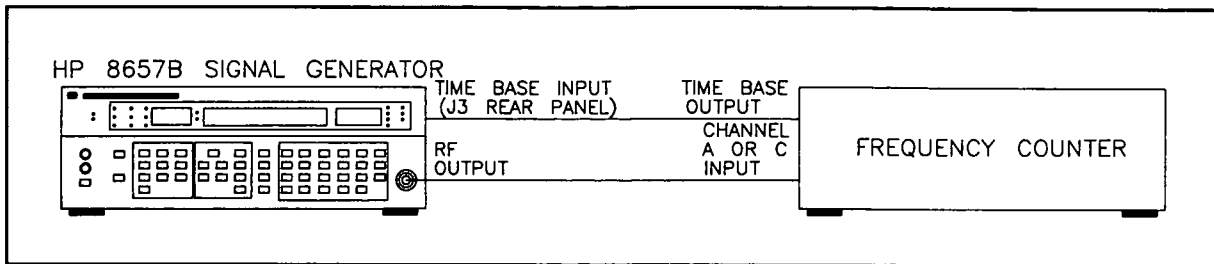 HP 8657B SIGNAL GENERATOR
TIME BASE INPUT
(J3 REAR PANEL)
TIME BASE
OUTPUT
RF
OUTPUT
CHANNEL
A OR C
INPUT
FREQUENCY COUNTER